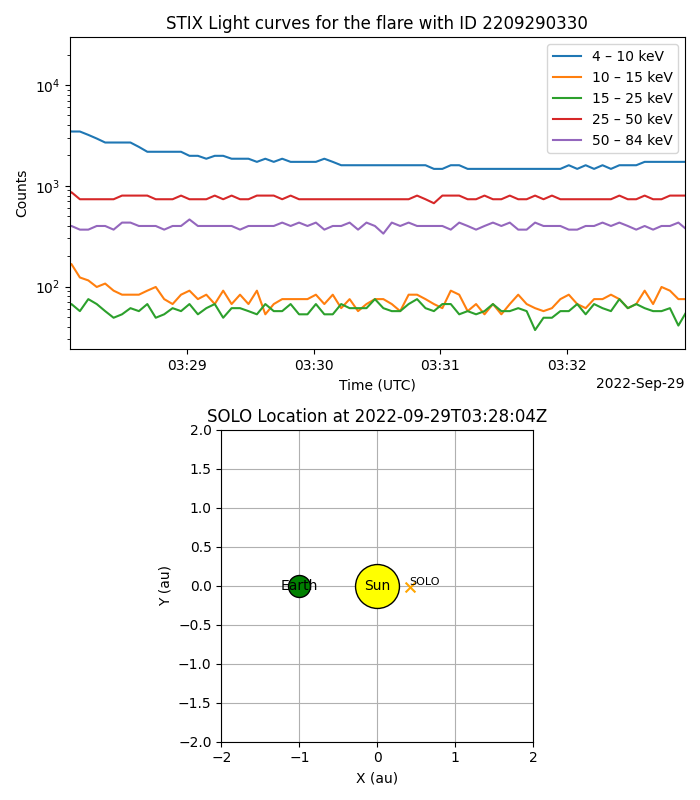 STIX Light curves for the flare with ID 2209290330
4 – 10 keV
10 – 15 keV
15 – 25 keV
25 – 50 keV
50 – 84 keV
10⁴
10³
10²
Counts
03:29 03:30 03:31 03:32
Time (UTC)
2022-Sep-29
SOLO Location at 2022-09-29T03:28:04Z
2.0
1.5
1.0
0.5
0.0
−0.5
−1.0
−1.5
−2.0
Y (au)
Earth
Sun
SOLO
−2 −1 0 1 2
X (au)